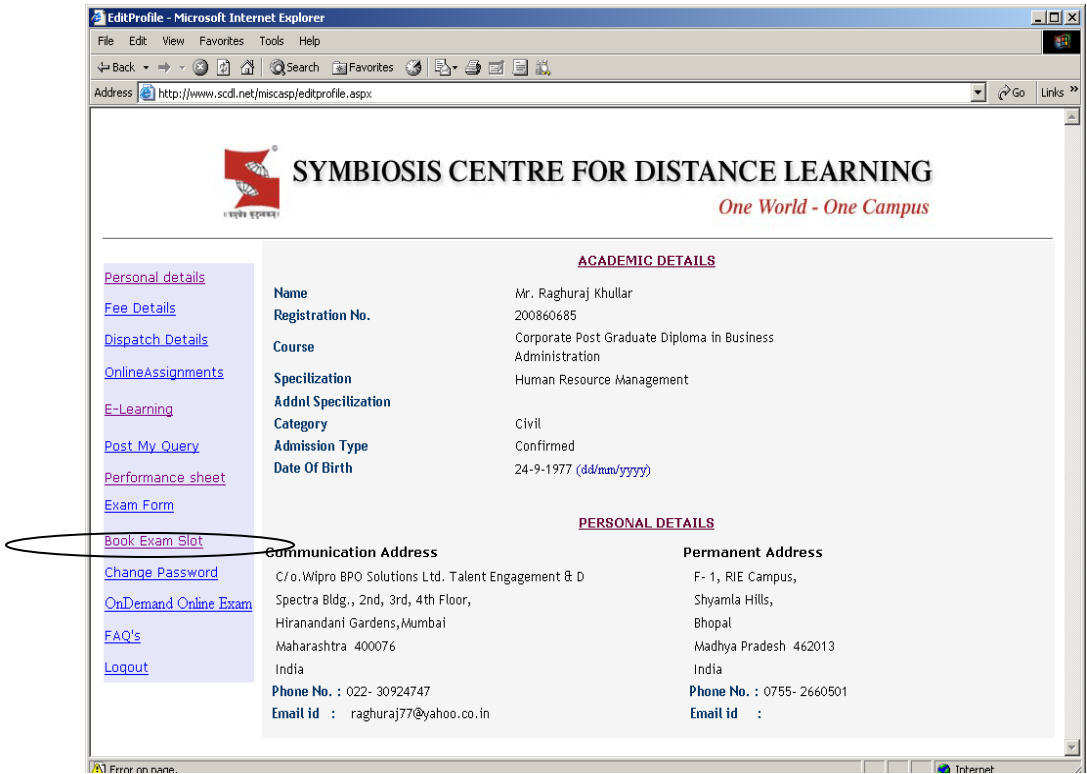 EditProfile - Microsoft Internet Explorer
File Edit View Favorites Tools Help
Back Search Favorites
Address http://www.scdl.net/miscasp/editprofile.aspx Go Links »
SYMBIOSIS CENTRE FOR DISTANCE LEARNING
One World - One Campus
Personal details
Fee Details
Dispatch Details
OnlineAssignments
E-Learning
Post My Query
Performance sheet
Exam Form
Book Exam Slot
Change Password
OnDemand Online Exam
FAQ's
Logout
ACADEMIC DETAILS
Name Mr. Raghuraj Khullar
Registration No. 200860685
Course Corporate Post Graduate Diploma in Business
Administration
Specilization Human Resource Management
Addnl Specilization
Category Civil
Admission Type Confirmed
Date Of Birth 24-9-1977 (dd/mm/yyyy)
PERSONAL DETAILS
Communication Address
C/o.Wipro BPO Solutions Ltd. Talent Engagement & D
Spectra Bldg., 2nd, 3rd, 4th Floor,
Hiranandani Gardens,Mumbai
Maharashtra 400076
India
Phone No. : 022- 30924747
Email id : raghuraj77@yahoo.co.in
Permanent Address
F- 1, RIE Campus,
Shyamla Hills,
Bhopal
Madhya Pradesh 462013
India
Phone No. : 0755- 2660501
Email id :
Error on page. Internet